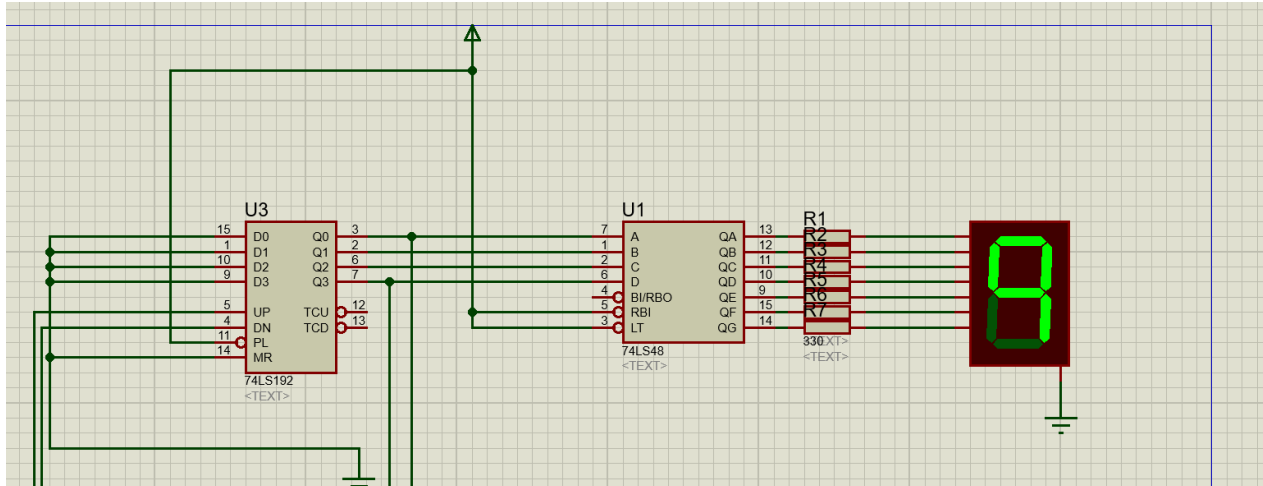 U3
15 D0 Q0 3
1 D1 Q1 2
10 D2 Q2 6
9 D3 Q3 7
5 UP TCU 12
4 DN TCD 13
11 PL
14 MR
74LS192
<TEXT>
U1
7 A QA 13
1 B QB 12
2 C QC 11
6 D QD 10
4 BI/RBO QE 9
5 RBI QF 15
3 LT QG 14
74LS48
<TEXT>
R1
R2
R3
R4
R5
R6
R7
330
<TEXT>
9